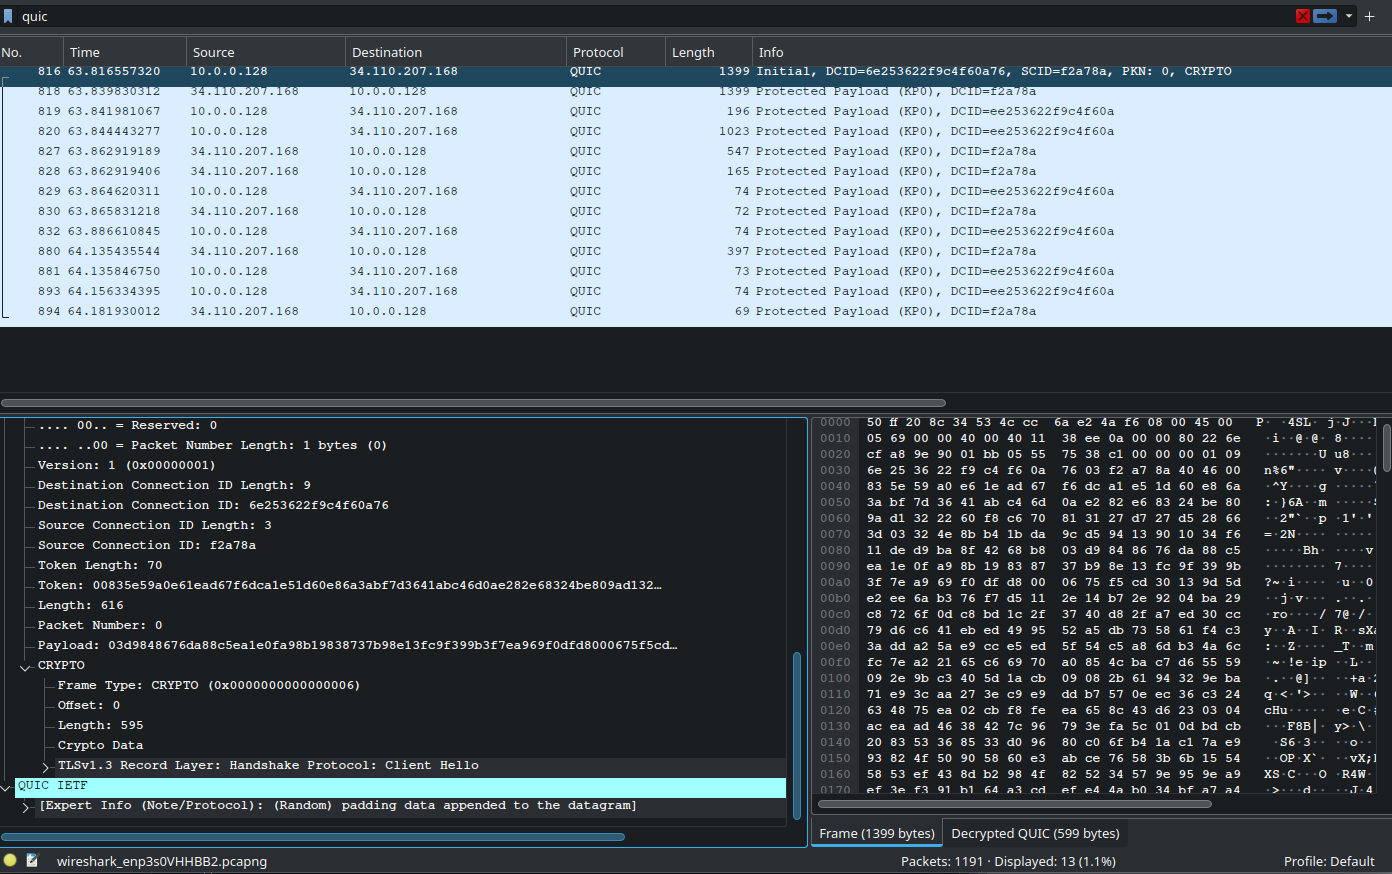 quic
No. Time Source Destination Protocol Length Info
816 63.816557320 10.0.0.128 34.110.207.168 QUIC 1399 Initial, DCID=6e253622f9c4f60a76, SCID=f2a78a, PKN: 0, CRYPTO
818 63.839830312 34.110.207.168 10.0.0.128 QUIC 1399 Protected Payload (KP0), DCID=f2a78a
819 63.841981067 10.0.0.128 34.110.207.168 QUIC 196 Protected Payload (KP0), DCID=ee253622f9c4f60a
820 63.844443277 10.0.0.128 34.110.207.168 QUIC 1023 Protected Payload (KP0), DCID=ee253622f9c4f60a
827 63.862919189 34.110.207.168 10.0.0.128 QUIC 547 Protected Payload (KP0), DCID=f2a78a
828 63.862919406 34.110.207.168 10.0.0.128 QUIC 165 Protected Payload (KP0), DCID=f2a78a
829 63.864620311 10.0.0.128 34.110.207.168 QUIC 74 Protected Payload (KP0), DCID=ee253622f9c4f60a
830 63.865831218 34.110.207.168 10.0.0.128 QUIC 72 Protected Payload (KP0), DCID=f2a78a
832 63.886610845 10.0.0.128 34.110.207.168 QUIC 74 Protected Payload (KP0), DCID=ee253622f9c4f60a
880 64.135435544 34.110.207.168 10.0.0.128 QUIC 397 Protected Payload (KP0), DCID=f2a78a
881 64.135846750 10.0.0.128 34.110.207.168 QUIC 73 Protected Payload (KP0), DCID=ee253622f9c4f60a
893 64.156334395 10.0.0.128 34.110.207.168 QUIC 74 Protected Payload (KP0), DCID=ee253622f9c4f60a
894 64.181930012 34.110.207.168 10.0.0.128 QUIC 69 Protected Payload (KP0), DCID=f2a78a
.... 00.. = Reserved: 0
.... ..00 = Packet Number Length: 1 bytes (0)
Version: 1 (0x00000001)
Destination Connection ID Length: 9
Destination Connection ID: 6e253622f9c4f60a76
Source Connection ID Length: 3
Source Connection ID: f2a78a
Token Length: 70
Token: 00835e59a0e61ead67f6dca1e51d60e86a3abf7d3641abc46d0ae282e68324be809ad132…
Length: 616
Packet Number: 0
Payload: 03d9848676da88c5ea1e0fa98b19838737b98e13fc9f399b3f7ea969f0dfd8000675f5cd…
CRYPTO
Frame Type: CRYPTO (0x0000000000000006)
Offset: 0
Length: 595
Crypto Data
TLSv1.3 Record Layer: Handshake Protocol: Client Hello
QUIC IETF
[Expert Info (Note/Protocol): (Random) padding data appended to the datagram]
0000 50 ff 20 8c 34 53 4c cc 6a e2 4a f6 08 00 45 00
0010 05 69 00 00 40 00 40 11 38 ee 0a 00 00 80 22 6e
0020 cf a8 9e 90 01 bb 05 55 75 38 c1 00 00 00 01 09
0030 6e 25 36 22 f9 c4 f6 0a 76 03 f2 a7 8a 40 46 00
0040 83 5e 59 a0 e6 1e ad 67 f6 dc a1 e5 1d 60 e8 6a
0050 3a bf 7d 36 41 ab c4 6d 0a e2 82 e6 83 24 be 80
0060 9a d1 32 22 60 f8 c6 70 81 31 27 d7 27 d5 28 66
0070 3d 03 32 4e 8b b4 1b da 9c d5 94 13 90 10 34 f6
0080 11 de d9 ba 8f 42 68 b8 03 d9 84 86 76 da 88 c5
0090 ea 1e 0f a9 8b 19 83 87 37 b9 8e 13 fc 9f 39 9b
00a0 3f 7e a9 69 f0 df d8 00 06 75 f5 cd 30 13 9d 5d
00b0 e2 ee 6a b3 76 f7 d5 11 2e 14 b7 2e 92 04 ba 29
00c0 c8 72 6f 0d c8 bd 1c 2f 37 40 d8 2f a7 ed 30 cc
00d0 79 d6 c6 41 eb ed 49 95 52 a5 db 73 58 61 f4 c3
00e0 3a dd a2 5a e9 cc e5 ed 5f 54 c5 a8 6d b3 4a 6c
00f0 fc 7e a2 21 65 c6 69 70 a0 85 4c ba c7 d6 55 59
0100 09 2e 9b c3 40 5d 1a cb 09 08 2b 61 94 32 9e ba
0110 71 e9 3c aa 27 3e c9 e9 dd b7 57 0e ec 36 c3 24
0120 63 48 75 ea 02 cb f8 fe ea 65 8c 43 d6 23 03 04
0130 ac ea ad 46 38 42 7c 96 79 3e fa 5c 01 0d bd cb
0140 20 83 53 36 85 33 d0 96 80 c0 6f b4 1a c1 7a e9
0150 93 82 4f 50 90 58 60 e3 ab ce 76 58 3b 6b 15 54
0160 58 53 ef 43 8d b2 98 4f 82 52 34 57 9e 95 9e a9
0170 ef 3e f3 91 b1 64 a3 cd ef e4 4a b0 34 bf a7 a4
Frame (1399 bytes) Decrypted QUIC (599 bytes)
wireshark_enp3s0VHHBB2.pcapng Packets: 1191 · Displayed: 13 (1.1%) Profile: Default